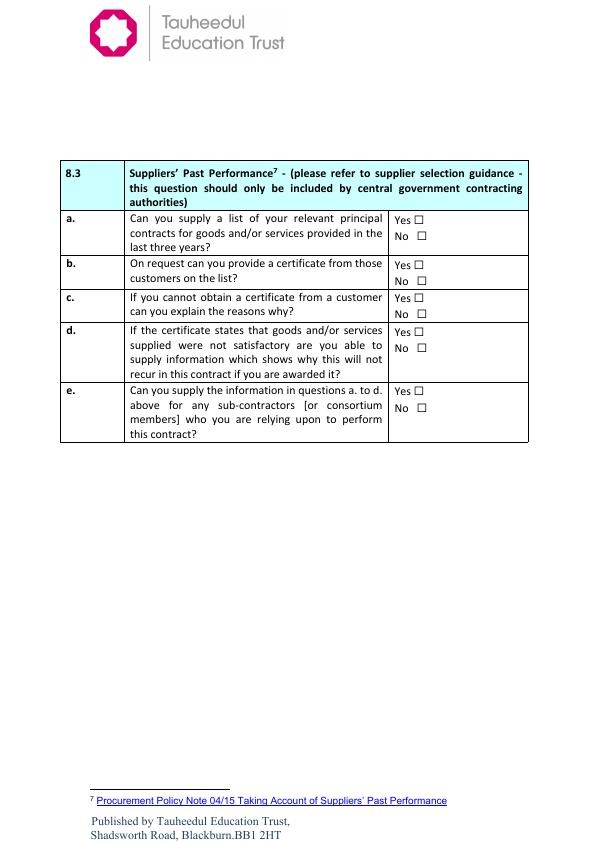 Tauheedul
Education Trust
8.3
Suppliers’ Past Performance7 - (please refer to supplier selection guidance -
this question should only be included by central government contracting
authorities)
a.
Can you supply a list of your relevant principal
contracts for goods and/or services provided in the
last three years?
Yes ☐
No ☐
b.
On request can you provide a certificate from those
customers on the list?
Yes ☐
No ☐
c.
If you cannot obtain a certificate from a customer
can you explain the reasons why?
Yes ☐
No ☐
d.
If the certificate states that goods and/or services
supplied were not satisfactory are you able to
supply information which shows why this will not
recur in this contract if you are awarded it?
Yes ☐
No ☐
e.
Can you supply the information in questions a. to d.
above for any sub-contractors [or consortium
members] who you are relying upon to perform
this contract?
Yes ☐
No ☐
7 Procurement Policy Note 04/15 Taking Account of Suppliers’ Past Performance
Published by Tauheedul Education Trust,
Shadsworth Road, Blackburn.BB1 2HT